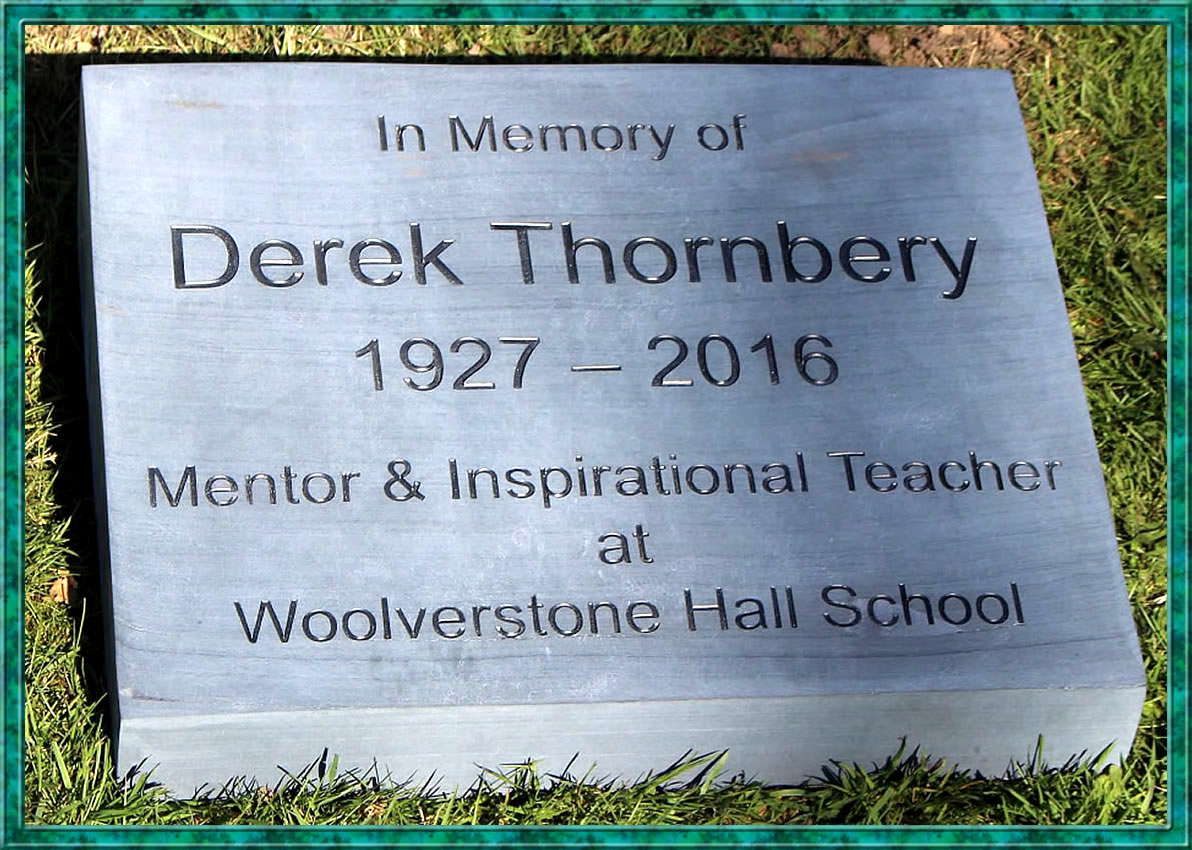 In Memory of
Derek Thornbery
1927 – 2016
Mentor & Inspirational Teacher
at
Woolverstone Hall School